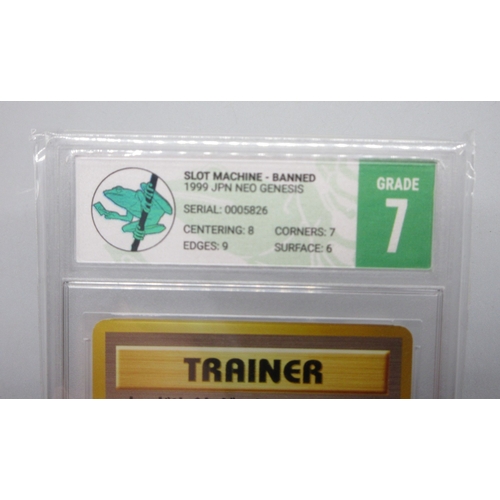 SLOT MACHINE - BANNED
1999 JPN NEO GENESIS
SERIAL: 0005826
CENTERING: 8 CORNERS: 7
EDGES: 9 SURFACE: 6
GRADE
7
TRAINER